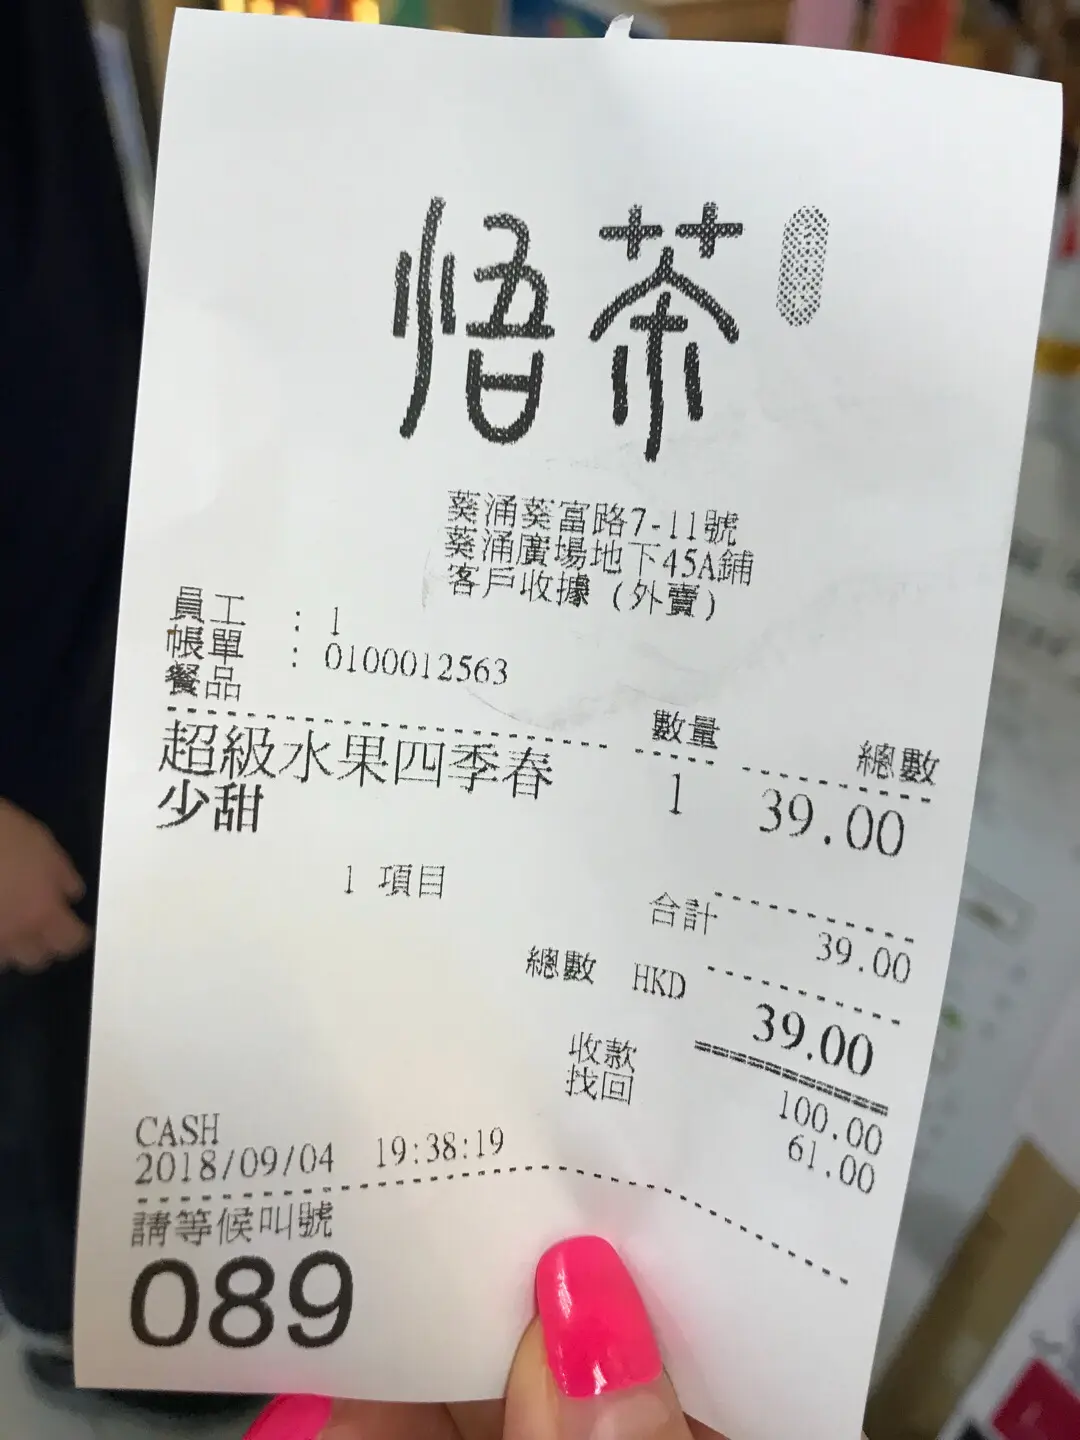 悟茶
葵涌葵富路7-11號
葵涌廣場地下45A鋪
客戶收據 (外賣)
員工 : 1
帳單 : 0100012563
餐品 數量 總數
超級水果四季春 1 39.00
少甜
1 項目
合計 39.00
總數 HKD 39.00
收款 100.00
找回 61.00
CASH
2018/09/04 19:38:19
請等候叫號
089